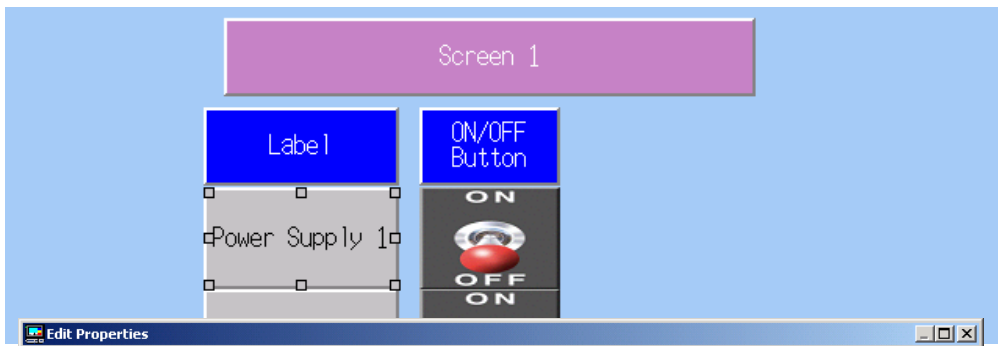 Screen 1
Label
ON/OFF
Button
ON
Power Supply 1
OFF
ON
Edit Properties